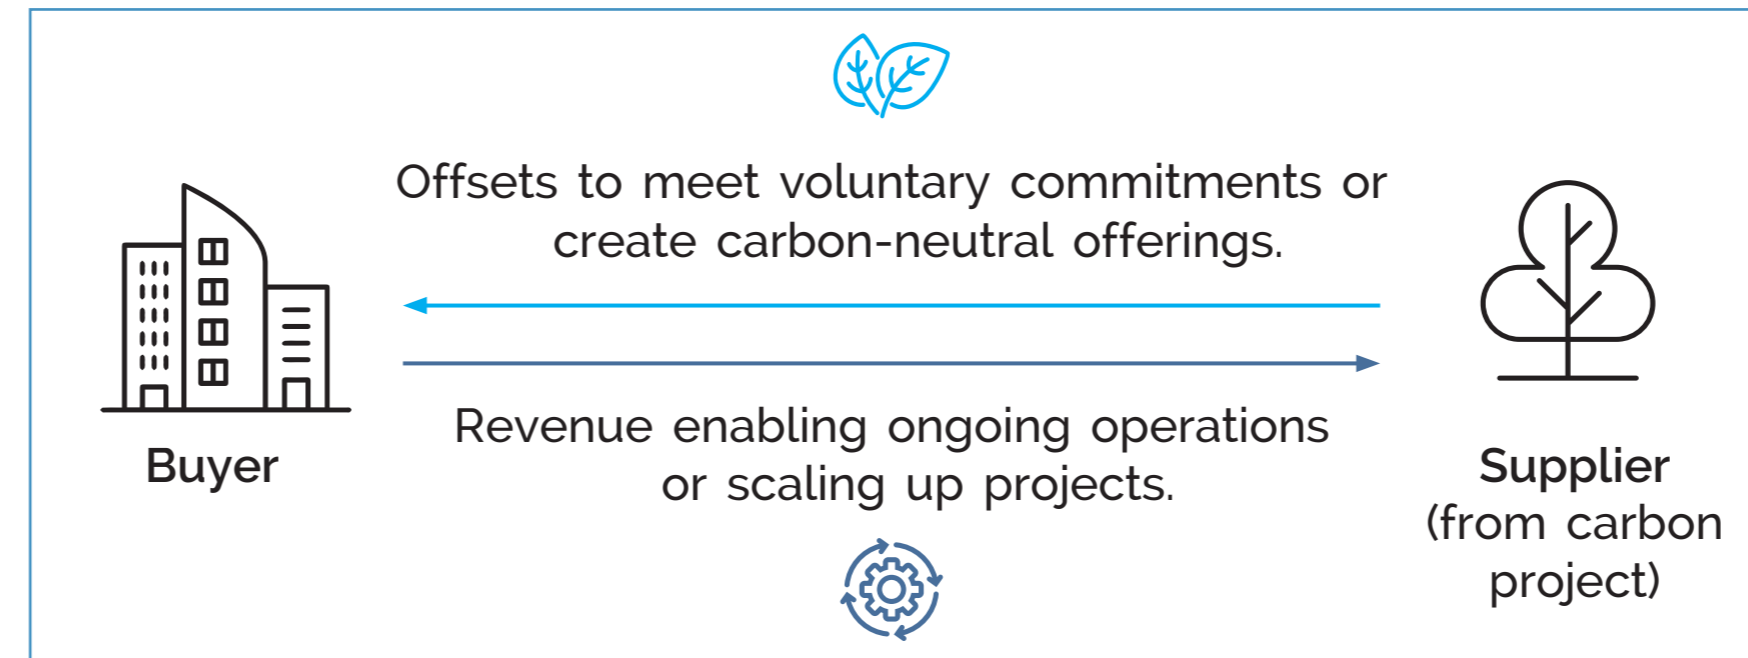 Offsets to meet voluntary commitments or
create carbon-neutral offerings.
Revenue enabling ongoing operations
or scaling up projects.
Buyer
Supplier
(from carbon
project)